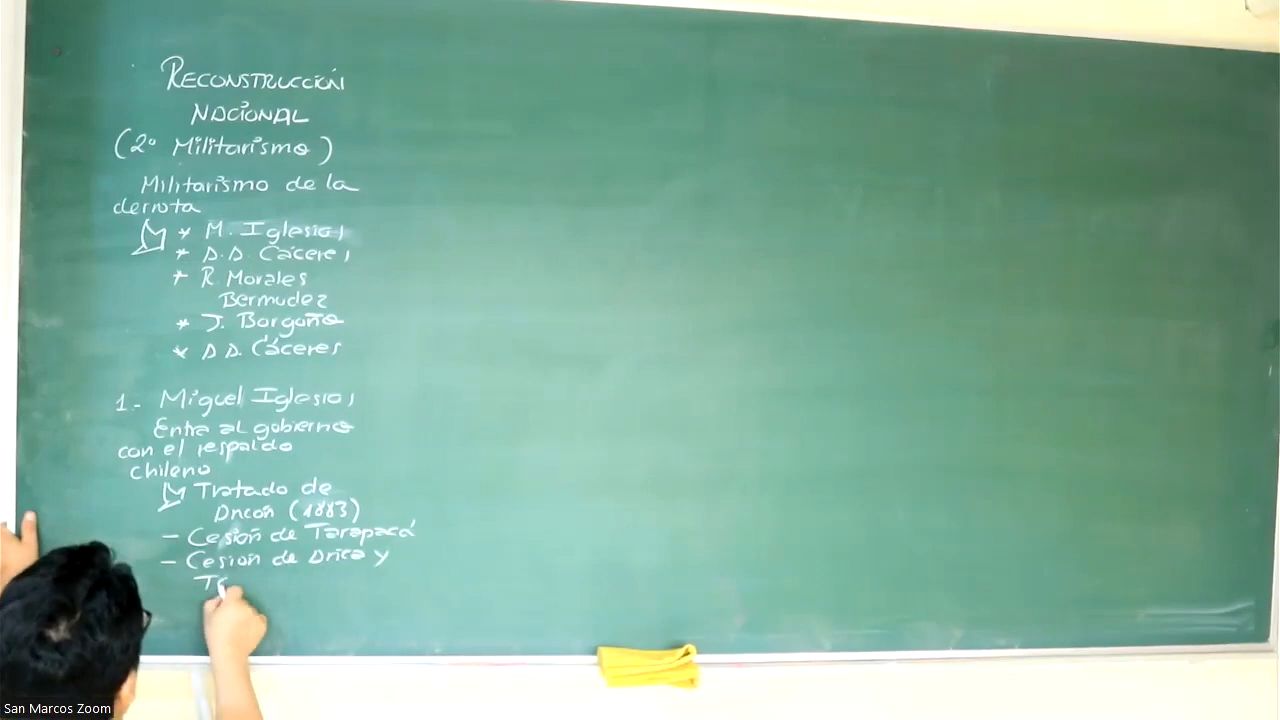 RECONSTRUCCIÓN
NACIONAL
(2º Militarismo)
Militarismo de la
derrota
* M. Iglesias
* A.A. Cáceres
* R Morales
Bermudez
* J. Borgoño
* A A. Cáceres
1- Miguel Iglesias
Entra al gobierno
con el respaldo
chileno
Tratado de
Ancón (1883)
- Cesión de Tarapacá
- Cesión de Arica y
San Marcos Zoom